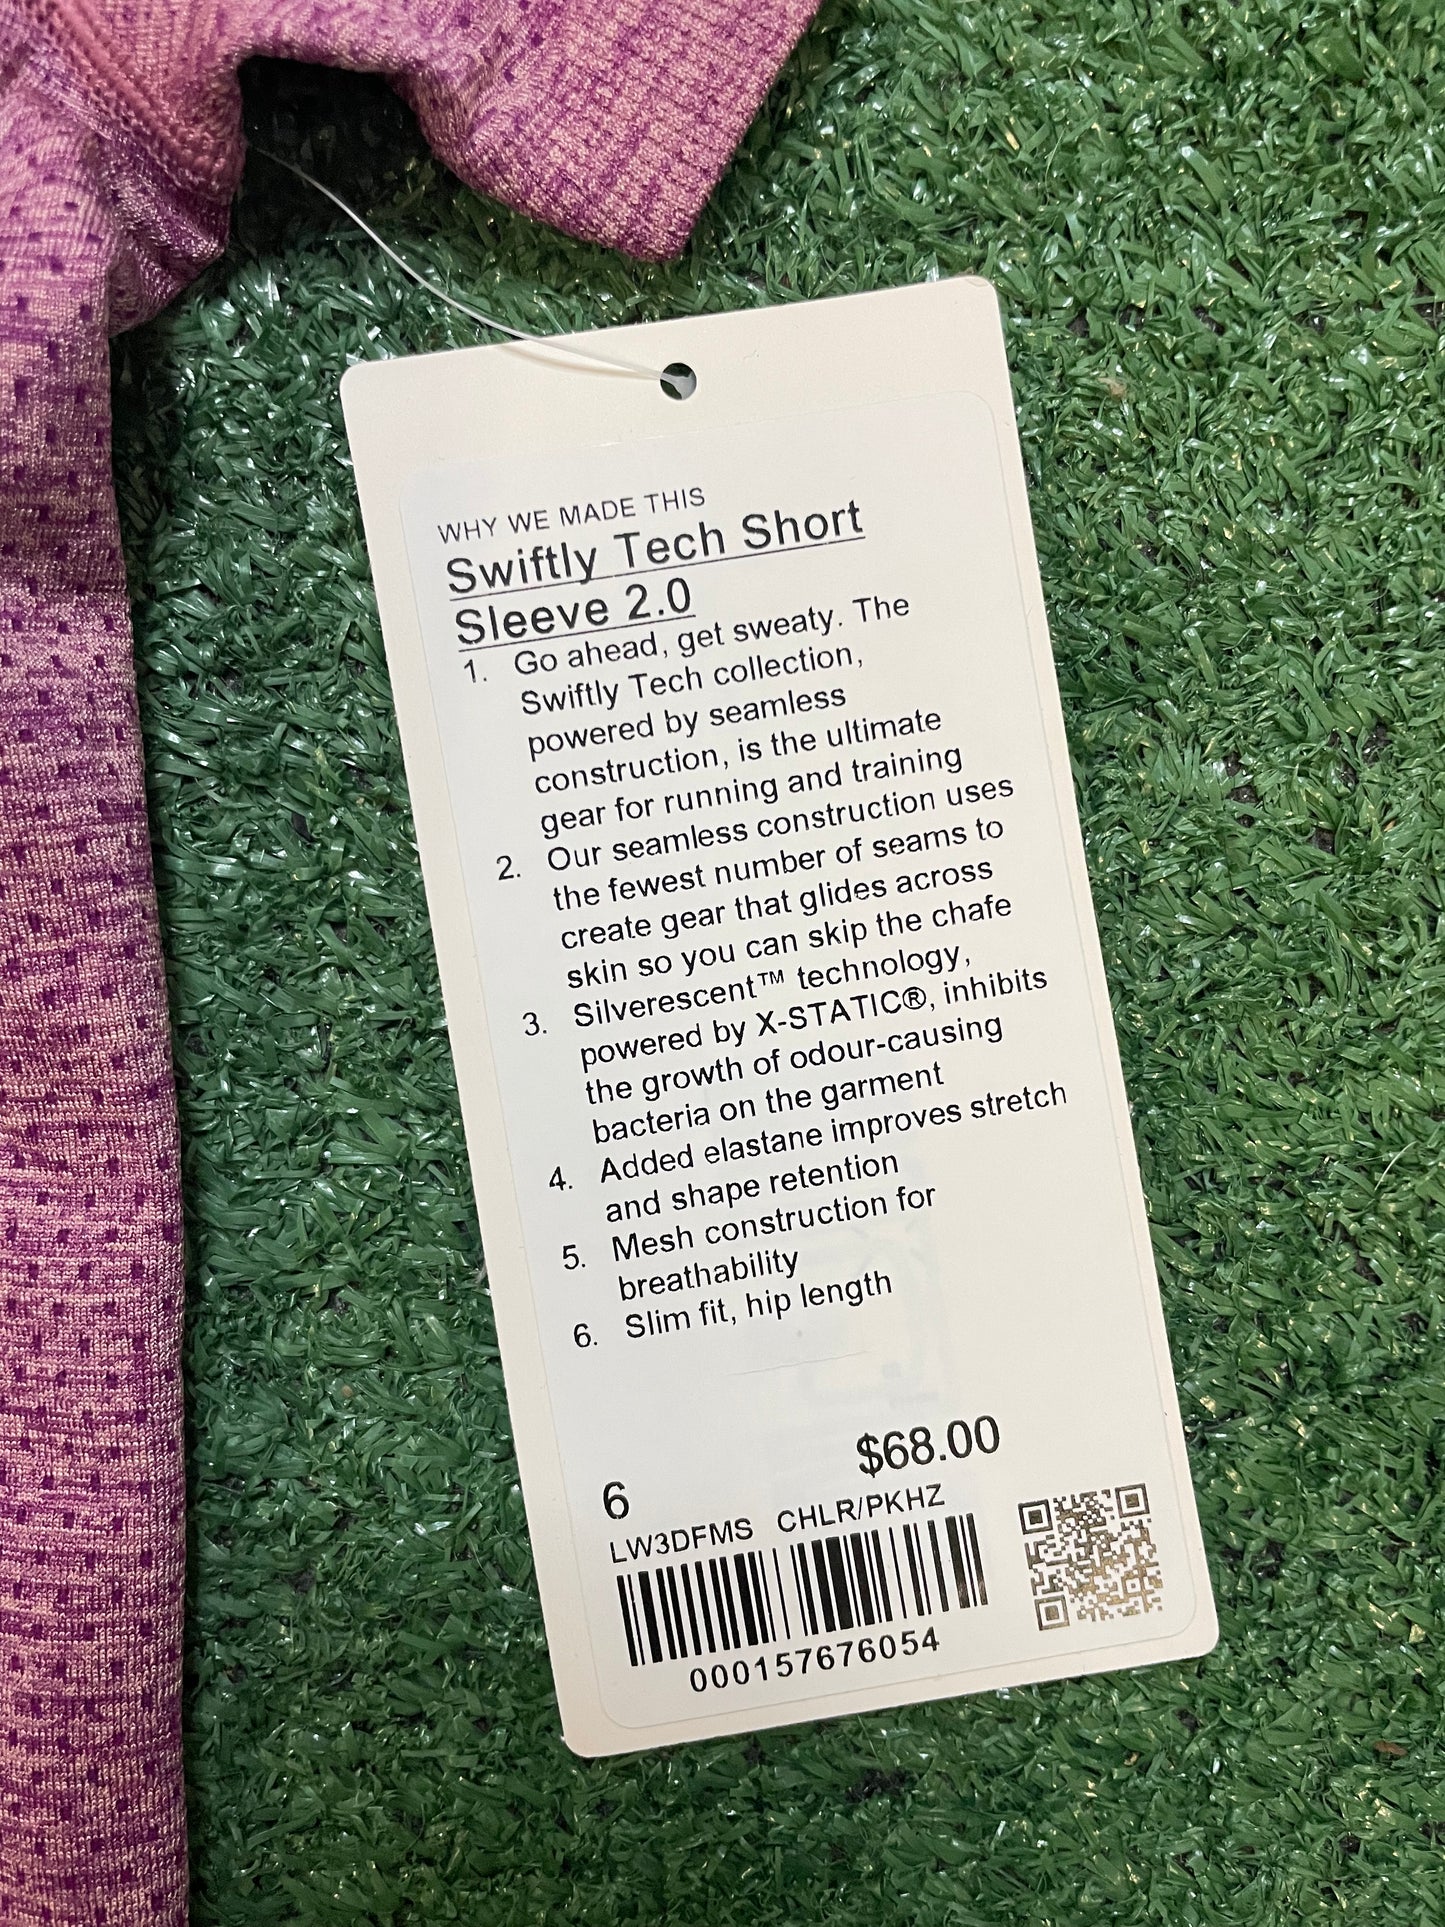 WHY WE MADE THIS
Swiftly Tech Short
Sleeve 2.0
1. Go ahead, get sweaty. The
Swiftly Tech collection,
powered by seamless
construction, is the ultimate
gear for running and training
2. Our seamless construction uses
the fewest number of seams to
create gear that glides across
skin so you can skip the chafe
3. Silverescent™ technology,
powered by X-STATIC®, inhibits
the growth of odour-causing
bacteria on the garment
4. Added elastane improves stretch
and shape retention
5. Mesh construction for
breathability
6. Slim fit, hip length
$68.00
6
LW3DFMS CHLR/PKHZ
000157676054